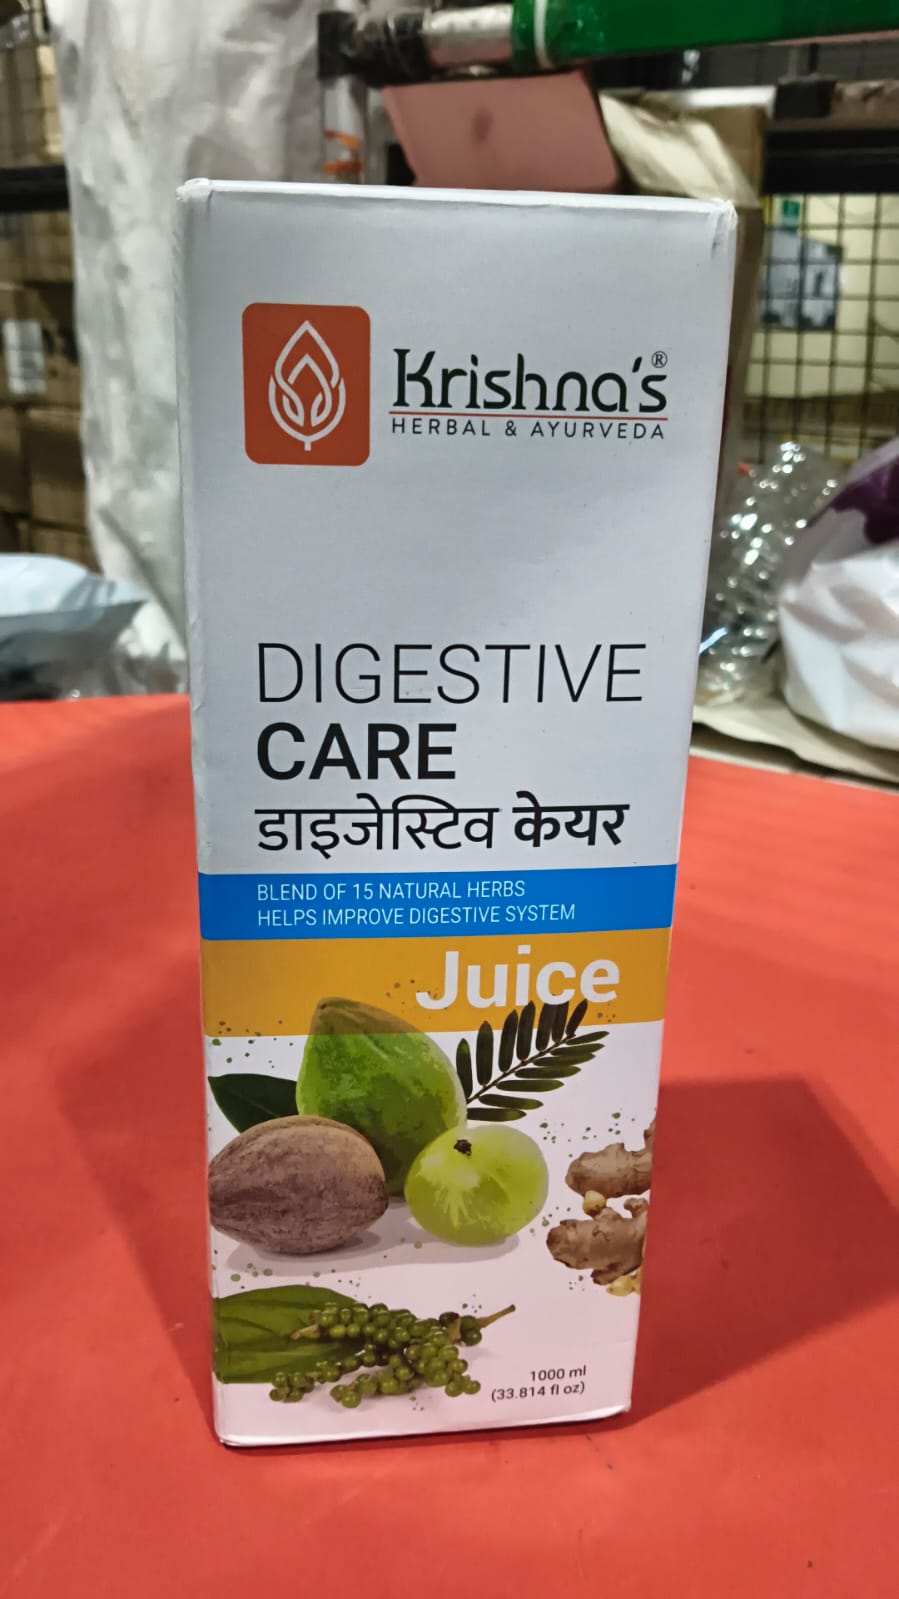 Krishna's®
HERBAL & AYURVEDA
DIGESTIVE
CARE
डाइजेस्टिव केयर
BLEND OF 15 NATURAL HERBS
HELPS IMPROVE DIGESTIVE SYSTEM
Juice
1000 ml
(33.814 fl oz)